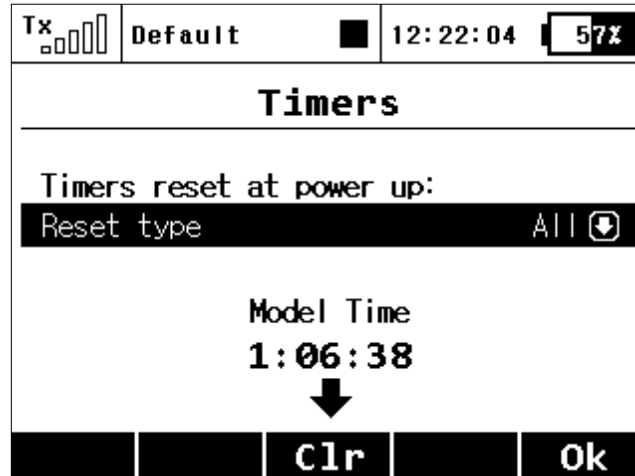 Tx Default 12:22:04 57%
Timers
Timers reset at power up:
Reset type All
Model Time
1:06:38
Clr Ok